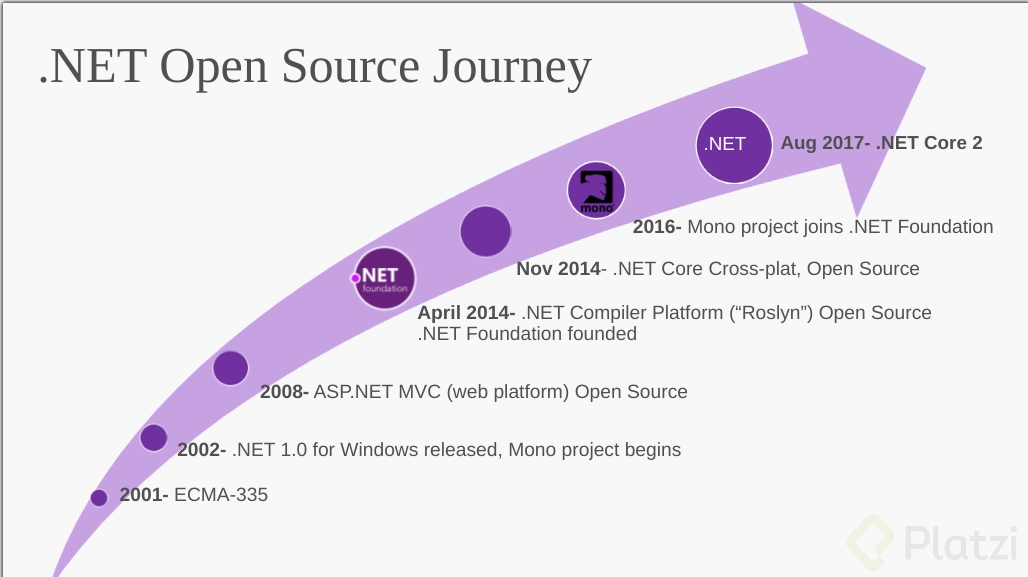 .NET Open Source Journey
.NET
Aug 2017- .NET Core 2
mono
2016- Mono project joins .NET Foundation
Nov 2014- .NET Core Cross-plat, Open Source
.NET
foundation
April 2014- .NET Compiler Platform (“Roslyn”) Open Source
.NET Foundation founded
2008- ASP.NET MVC (web platform) Open Source
2002- .NET 1.0 for Windows released, Mono project begins
2001- ECMA-335
Platzi